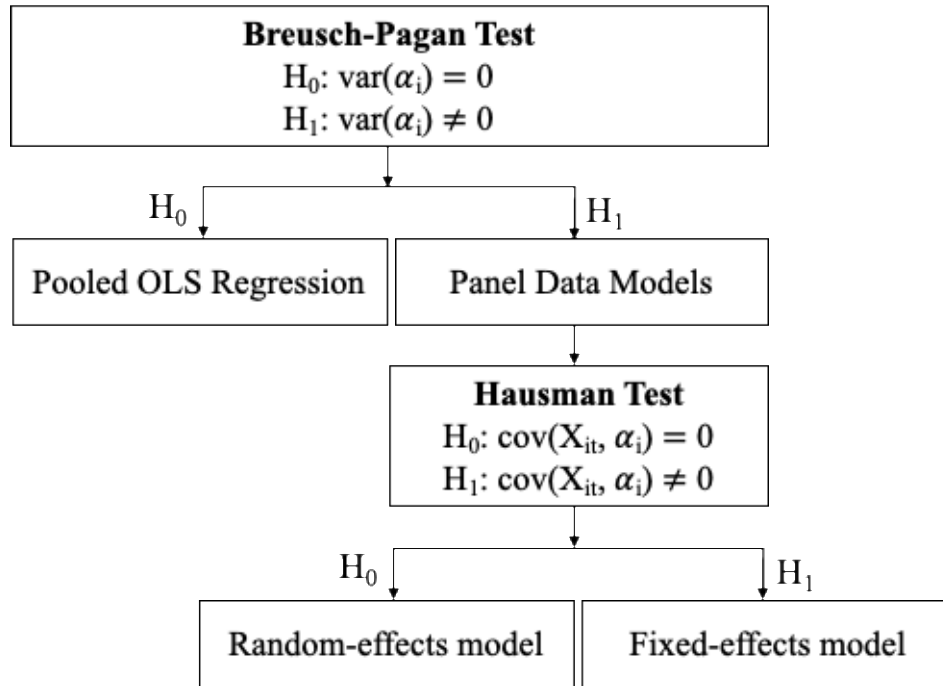 Breusch-Pagan Test
H₀: var(αᵢ) = 0
H₁: var(αᵢ) ≠ 0
H₀
H₁
Pooled OLS Regression
Panel Data Models
Hausman Test
H₀: cov(Xᵢₜ, αᵢ) = 0
H₁: cov(Xᵢₜ, αᵢ) ≠ 0
H₀
H₁
Random-effects model
Fixed-effects model